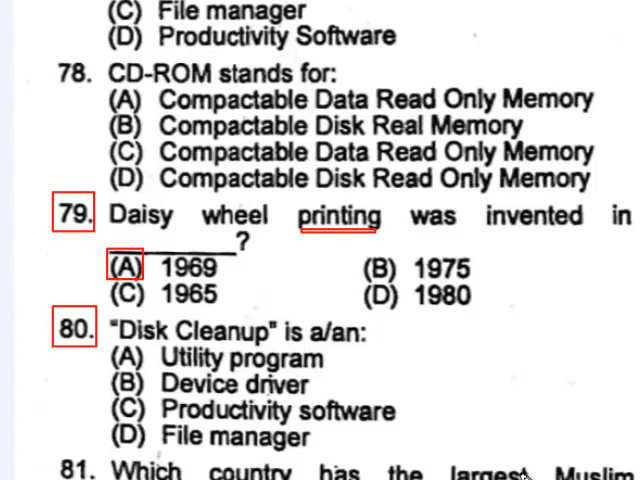 (C) File manager
(D) Productivity Software
78. CD-ROM stands for:
(A) Compactable Data Read Only Memory
(B) Compactable Disk Real Memory
(C) Compactable Data Read Only Memory
(D) Compactable Disk Read Only Memory
79. Daisy wheel printing was invented in
________?
(A) 1969 (B) 1975
(C) 1965 (D) 1980
80. "Disk Cleanup" is a/an:
(A) Utility program
(B) Device driver
(C) Productivity software
(D) File manager
81. Which country has the largest Muslim